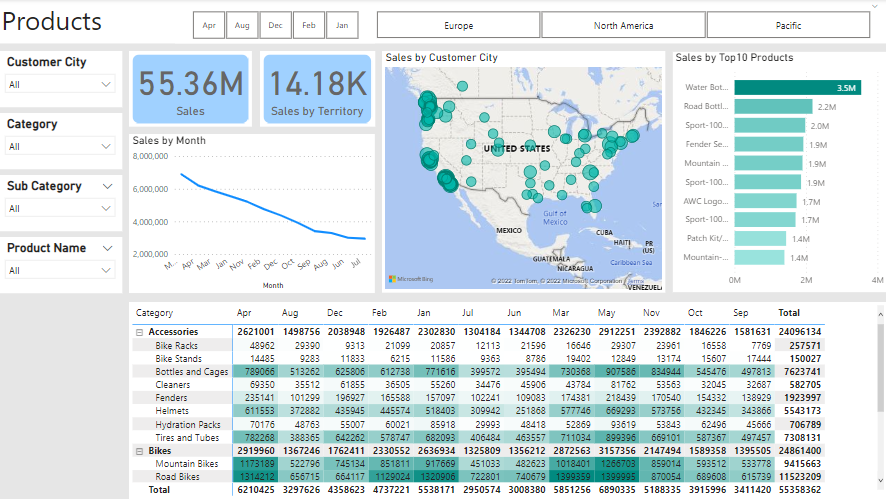 Products
Apr Aug Dec Feb Jan
Europe North America Pacific
Customer City
All
Category
All
Sub Category
All
Product Name
All
55.36M
Sales
14.18K
Sales by Territory
Sales by Month
8,000,000
6,000,000
4,000,000
2,000,000
M... Apr Mar Jan Nov Feb Dec Oct Sep Aug Jun Jul
Month
Sales by Customer City
UNITED STATES
Gulf of
Mexico
MEXICO
CUBA
HAITI
PR
(US)
GUATEMALA
Caribbean Sea
NICARAGUA
VENEZUEL
Microsoft Bing
© 2022 TomTom, © 2022 Microsoft Corporation Terms
Sales by Top10 Products
Water Bot... 3.5M
Road Bottl... 2.2M
Sport-100... 2.0M
Fender Se... 1.9M
Mountain ... 1.9M
Sport-100... 1.9M
AWC Logo... 1.7M
Sport-100... 1.7M
Patch Kit/... 1.4M
Mountain-... 1.4M
0M 2M 4M
Category Apr Aug Dec Feb Jan Jul Jun Mar May Nov Oct Sep Total
Accessories 2621001 1498756 2038948 1926487 2302830 1304184 1344708 2326230 2912251 2392882 1846226 1581631 24096134
Bike Racks 48962 29390 9313 21099 20857 12113 21596 16646 29307 23961 16558 7769 257571
Bike Stands 14485 9283 11833 6215 11586 9363 8786 19402 12849 13174 15607 17444 150027
Bottles and Cages 789066 513262 625806 612738 771616 399572 395494 730368 907586 834944 545476 497813 7623741
Cleaners 69350 35512 61855 36505 55260 34476 45906 43784 81762 53563 32045 32687 582705
Fenders 235141 101299 196927 165588 157097 102241 109083 174381 218439 170540 154332 138929 1923997
Helmets 611553 372882 435945 445574 518403 309942 251868 577746 669293 573756 432345 343866 5543173
Hydration Packs 70176 48763 55007 60021 85918 29993 48418 52869 93619 53843 62496 45666 706789
Tires and Tubes 782268 388365 642262 578747 682093 406484 463557 711034 899396 669101 587367 497457 7308131
Bikes 2919960 1367246 1762411 2330552 2636934 1325809 1356212 2872563 3157356 2147494 1589358 1395505 24861400
Mountain Bikes 1173189 522796 745134 851811 917669 451033 482623 1018401 1266703 859014 593512 533778 9415663
Road Bikes 1314212 656715 664117 1129024 1320906 722801 740679 1399359 1399995 870054 689608 615739 11523209
Total 6210425 3297626 4358623 4737221 5538171 2950574 3008380 5851256 6890335 5188335 3915996 3411420 55358362